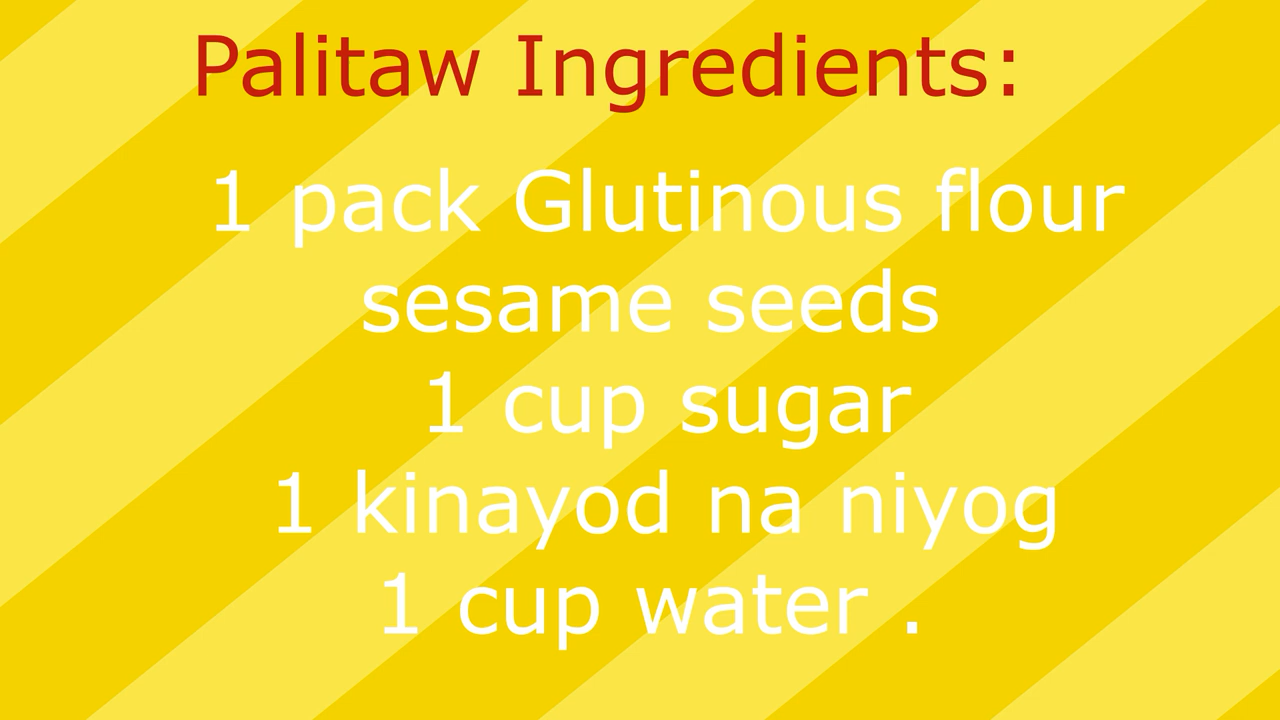 Palitaw Ingredients:
1 pack Glutinous flour
sesame seeds
1 cup sugar
1 kinayod na niyog
1 cup water .